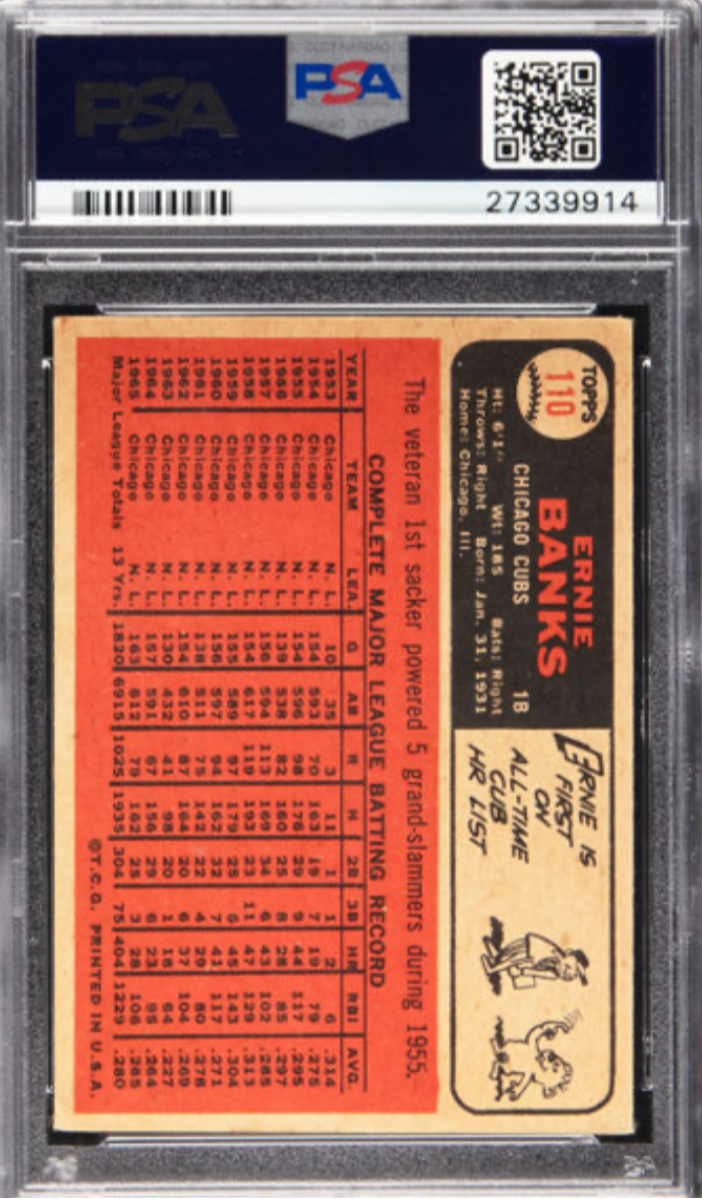 PSA
PSA
27339914
TOPPS
110
ERNIE
BANKS
CHICAGO CUBS 1B
Ht: 6'1" Wt: 185 Bats: Right
Throws: Right Born: Jan. 31, 1931
Home: Chicago, Ill.
ERNIE IS
FIRST
ON
ALL-TIME
CUB
HR LIST
The veteran 1st sacker powered 5 grand-slammers during 1955.
COMPLETE MAJOR LEAGUE BATTING RECORD
YEAR TEAM LEA. G AB R H 2B 3B HR RBI AVG.
1953 Chicago N. L. 10 35 3 11 1 1 2 6 .314
1954 Chicago N. L. 154 593 70 163 19 7 19 79 .275
1955 Chicago N. L. 154 596 98 176 29 9 44 117 .295
1956 Chicago N. L. 139 538 82 160 25 8 28 85 .297
1957 Chicago N. L. 156 594 113 169 34 6 43 102 .285
1958 Chicago N. L. 154 617 119 193 23 11 47 129 .313
1959 Chicago N. L. 155 589 97 179 25 6 45 143 .304
1960 Chicago N. L. 156 597 94 162 32 7 41 117 .271
1961 Chicago N. L. 138 511 75 142 22 4 29 80 .278
1962 Chicago N. L. 154 610 87 164 20 6 37 104 .269
1963 Chicago N. L. 130 432 41 98 20 1 18 64 .227
1964 Chicago N. L. 157 591 67 156 29 6 23 95 .264
1965 Chicago N. L. 163 612 79 162 25 3 28 106 .265
Major League Totals 13 Yrs. 1820 6915 1025 1935 304 75 404 1229 .280
©T.C.G. PRINTED IN U.S.A.